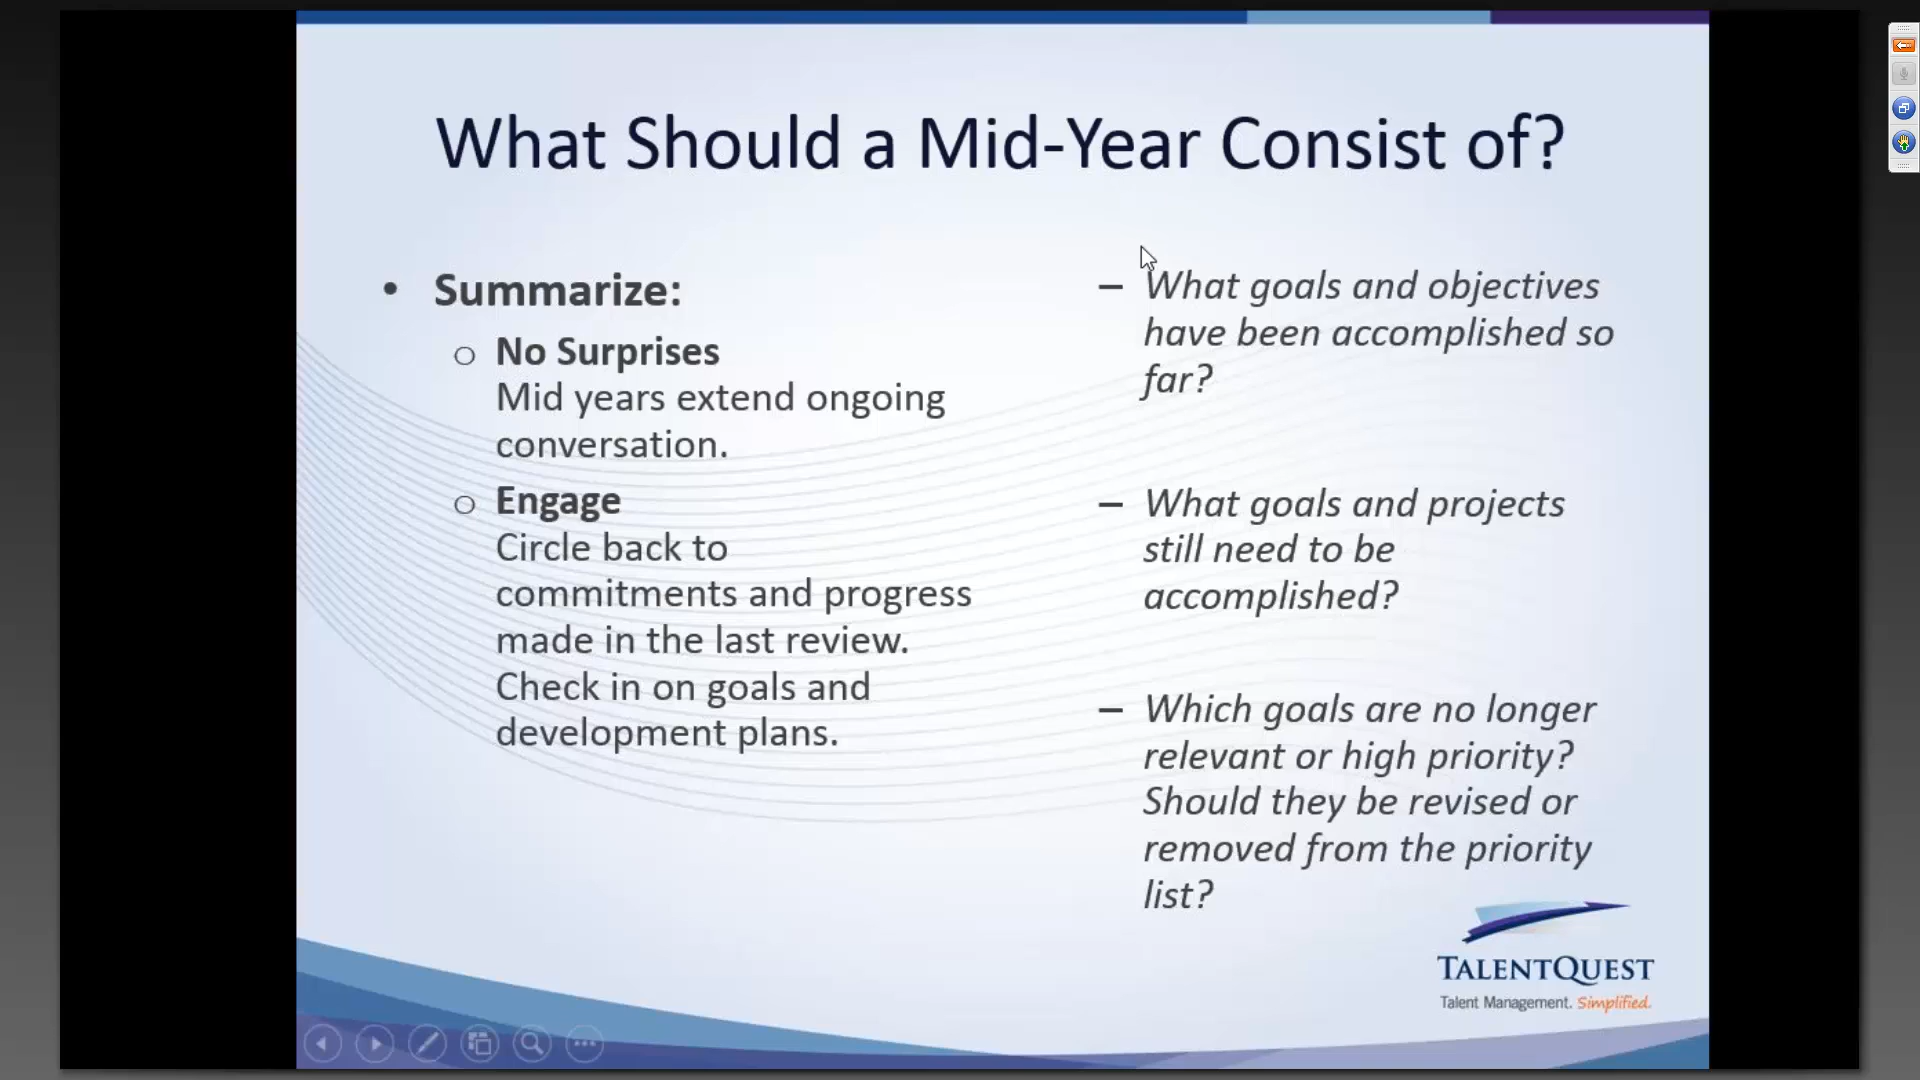 What Should a Mid-Year Consist of?
• Summarize:
o No Surprises
Mid years extend ongoing
conversation.
o Engage
Circle back to
commitments and progress
made in the last review.
Check in on goals and
development plans.
– What goals and objectives
have been accomplished so
far?
– What goals and projects
still need to be
accomplished?
– Which goals are no longer
relevant or high priority?
Should they be revised or
removed from the priority
list?
TALENTQUEST
Talent Management. Simplified.